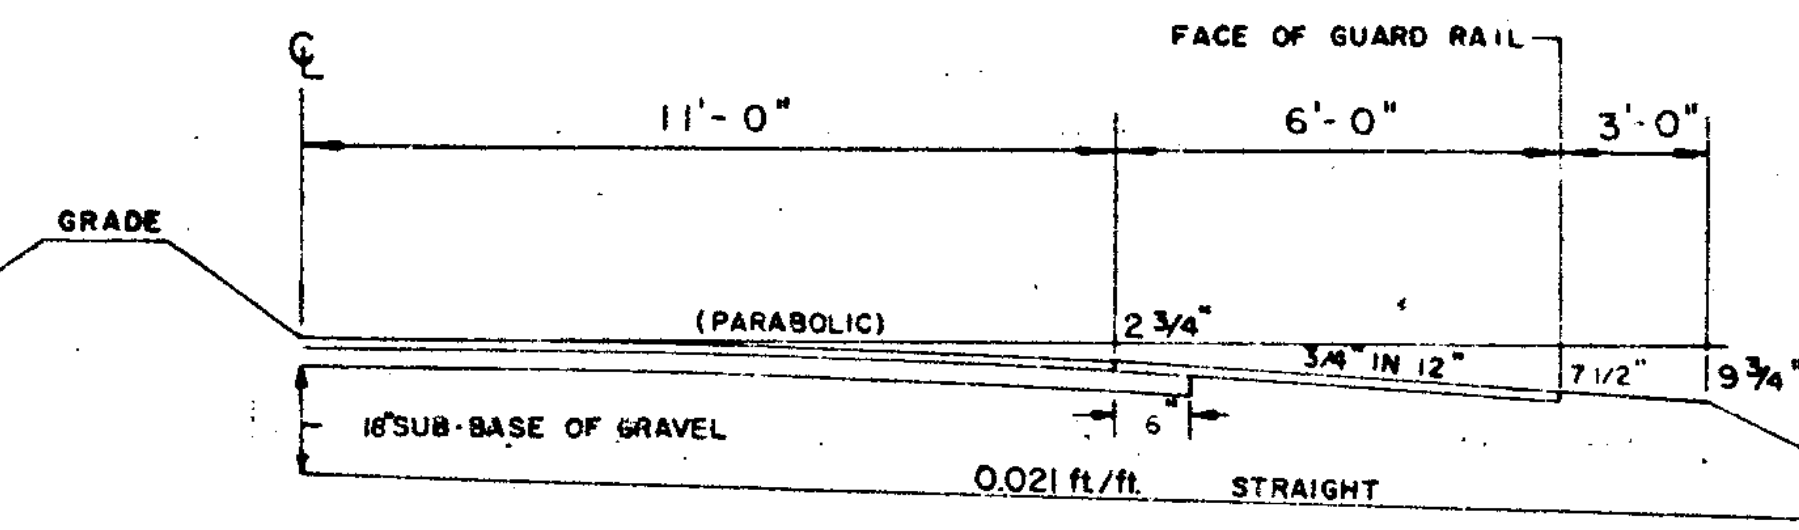 FACE OF GUARD RAIL
℄
11'-0"
6'-0"
3'-0"
GRADE
(PARABOLIC)
2 3/4"
3/4" IN 12"
7 1/2"
9 3/4"
6"
18" SUB-BASE OF GRAVEL
0.021 ft./ft.
STRAIGHT